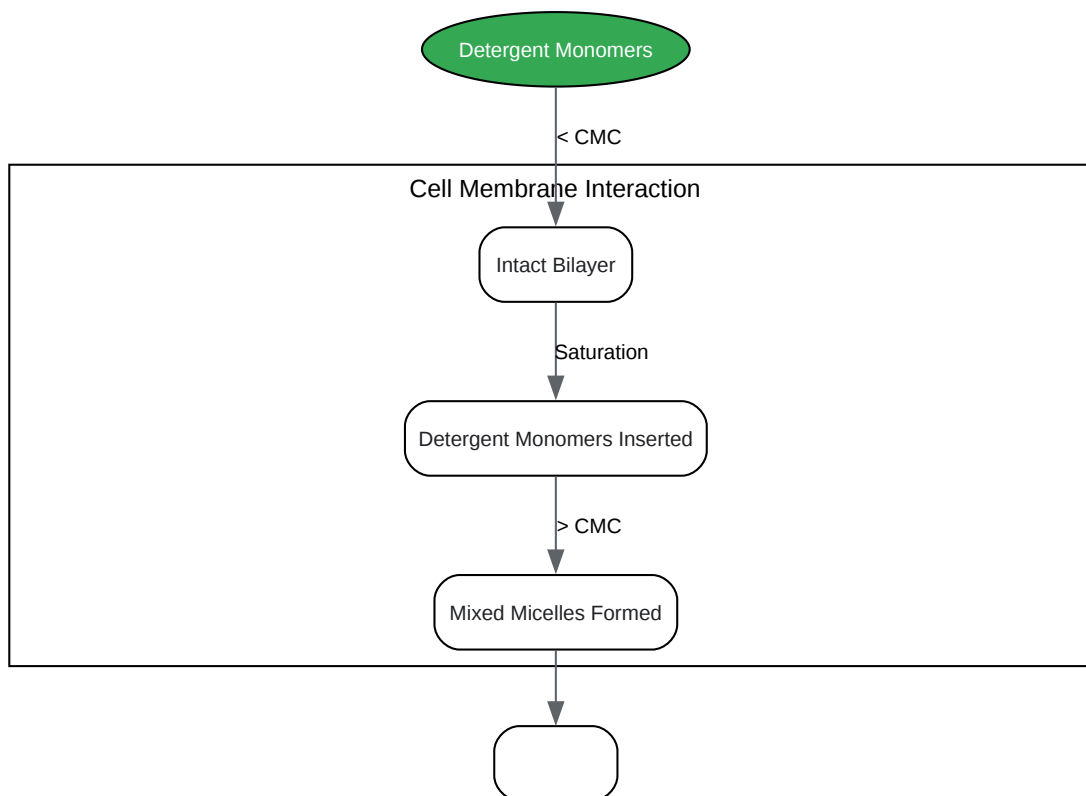 Detergent Monomers
< CMC
Cell Membrane Interaction
Intact Bilayer
Saturation
Detergent Monomers Inserted
> CMC
Mixed Micelles Formed